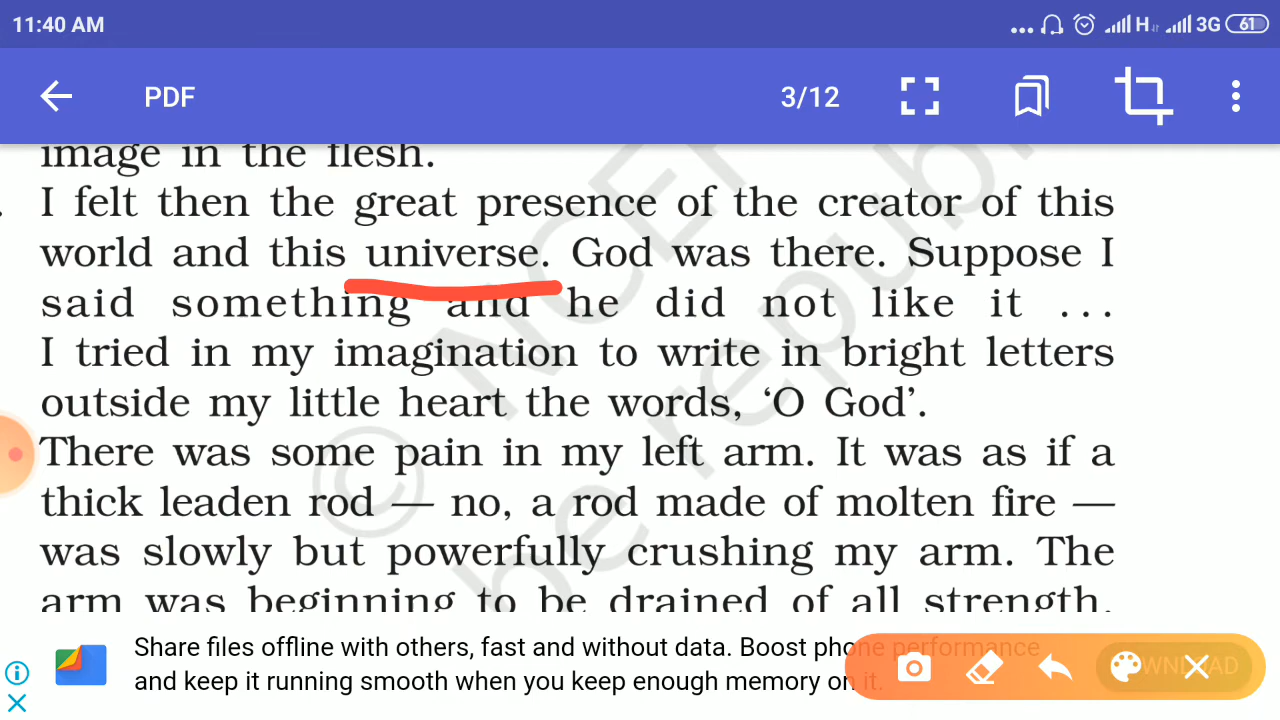 11:40 AM ... H 3G 61
PDF 3/12
image in the flesh.
I felt then the great presence of the creator of this
world and this universe. God was there. Suppose I
said something and he did not like it ...
I tried in my imagination to write in bright letters
outside my little heart the words, ‘O God’.
There was some pain in my left arm. It was as if a
thick leaden rod — no, a rod made of molten fire —
was slowly but powerfully crushing my arm. The
arm was beginning to be drained of all strength.
Share files offline with others, fast and without data. Boost phone performance
and keep it running smooth when you keep enough memory on it.
© NCE
be republ